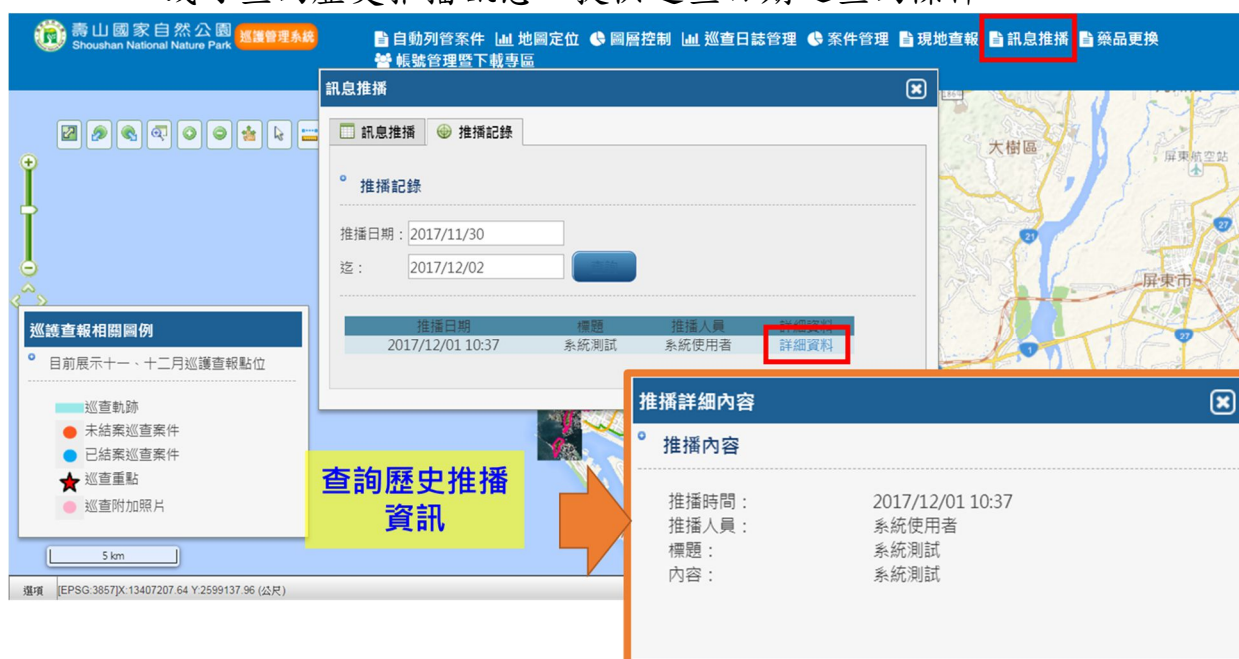 壽山國家自然公園 巡護管理系統
Shoushan National Nature Park
自動列管案件 地圖定位 圖層控制 巡查日誌管理 案件管理 現地查報 訊息推播 藥品更換
帳號管理暨下載專區
訊息推播
訊息推播 推播記錄
推播記錄
推播日期：2017/11/30
迄： 2017/12/02
推播日期 標題 推播人員 詳細資料
2017/12/01 10:37 系統測試 系統使用者 詳細資料
大樹區
屏東航空站
27
21
屏東市
27
1
巡護查報相關圖例
目前展示十一、十二月巡護查報點位
巡查軌跡
未結案巡查案件
已結案巡查案件
巡查重點
巡查附加照片
5 km
查詢歷史推播
資訊
推播詳細內容
推播內容
推播時間： 2017/12/01 10:37
推播人員： 系統使用者
標題： 系統測試
內容： 系統測試
選項 [EPSG:3857]X:13407207.64 Y:2599137.96 (公尺)